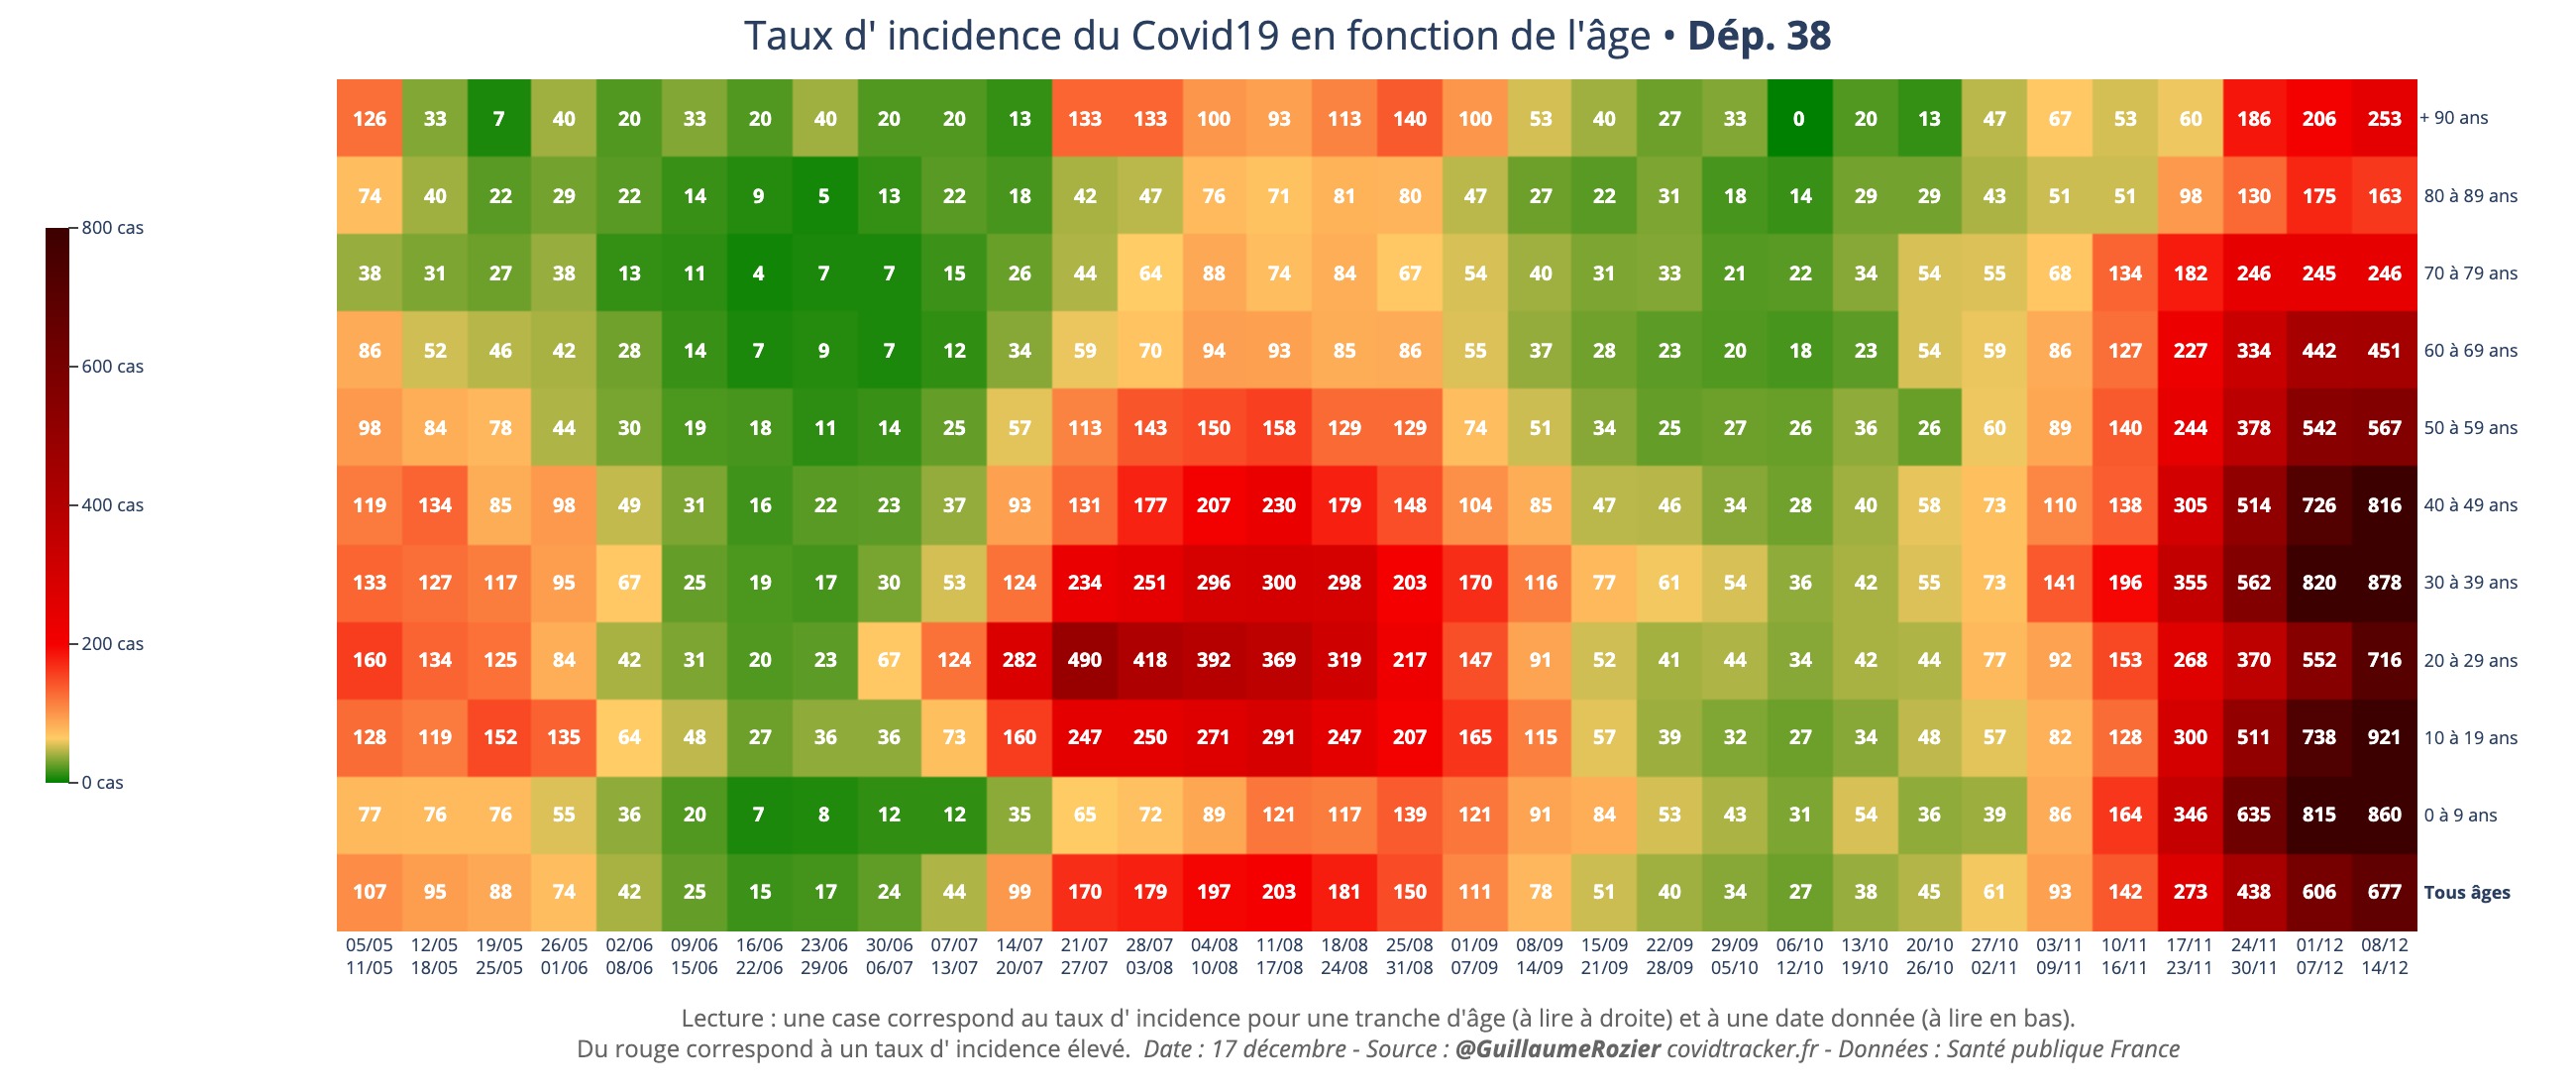 Taux d' incidence du Covid19 en fonction de l'âge • Dép. 38
800 cas
600 cas
400 cas
200 cas
0 cas
126 33 7 40 20 33 20 40 20 20 13 133 133 100 93 113 140 100 53 40 27 33 0 20 13 47 67 53 60 186 206 253 + 90 ans
74 40 22 29 22 14 9 5 13 22 18 42 47 76 71 81 80 47 27 22 31 18 14 29 29 43 51 51 98 130 175 163 80 à 89 ans
38 31 27 38 13 11 4 7 7 15 26 44 64 88 74 84 67 54 40 31 33 21 22 34 54 55 68 134 182 246 245 246 70 à 79 ans
86 52 46 42 28 14 7 9 7 12 34 59 70 94 93 85 86 55 37 28 23 20 18 23 54 59 86 127 227 334 442 451 60 à 69 ans
98 84 78 44 30 19 18 11 14 25 57 113 143 150 158 129 129 74 51 34 25 27 26 36 26 60 89 140 244 378 542 567 50 à 59 ans
119 134 85 98 49 31 16 22 23 37 93 131 177 207 230 179 148 104 85 47 46 34 28 40 58 73 110 138 305 514 726 816 40 à 49 ans
133 127 117 95 67 25 19 17 30 53 124 234 251 296 300 298 203 170 116 77 61 54 36 42 55 73 141 196 355 562 820 878 30 à 39 ans
160 134 125 84 42 31 20 23 67 124 282 490 418 392 369 319 217 147 91 52 41 44 34 42 44 77 92 153 268 370 552 716 20 à 29 ans
128 119 152 135 64 48 27 36 36 73 160 247 250 271 291 247 207 165 115 57 39 32 27 34 48 57 82 128 300 511 738 921 10 à 19 ans
77 76 76 55 36 20 7 8 12 12 35 65 72 89 121 117 139 121 91 84 53 43 31 54 36 39 86 164 346 635 815 860 0 à 9 ans
107 95 88 74 42 25 15 17 24 44 99 170 179 197 203 181 150 111 78 51 40 34 27 38 45 61 93 142 273 438 606 677 Tous âges
05/05 12/05 19/05 26/05 02/06 09/06 16/06 23/06 30/06 07/07 14/07 21/07 28/07 04/08 11/08 18/08 25/08 01/09 08/09 15/09 22/09 29/09 06/10 13/10 20/10 27/10 03/11 10/11 17/11 24/11 01/12 08/12
11/05 18/05 25/05 01/06 08/06 15/06 22/06 29/06 06/07 13/07 20/07 27/07 03/08 10/08 17/08 24/08 31/08 07/09 14/09 21/09 28/09 05/10 12/10 19/10 26/10 02/11 09/11 16/11 23/11 30/11 07/12 14/12
Lecture : une case correspond au taux d' incidence pour une tranche d'âge (à lire à droite) et à une date donnée (à lire en bas).
Du rouge correspond à un taux d' incidence élevé. Date : 17 décembre - Source : @GuillaumeRozier covidtracker.fr - Données : Santé publique France